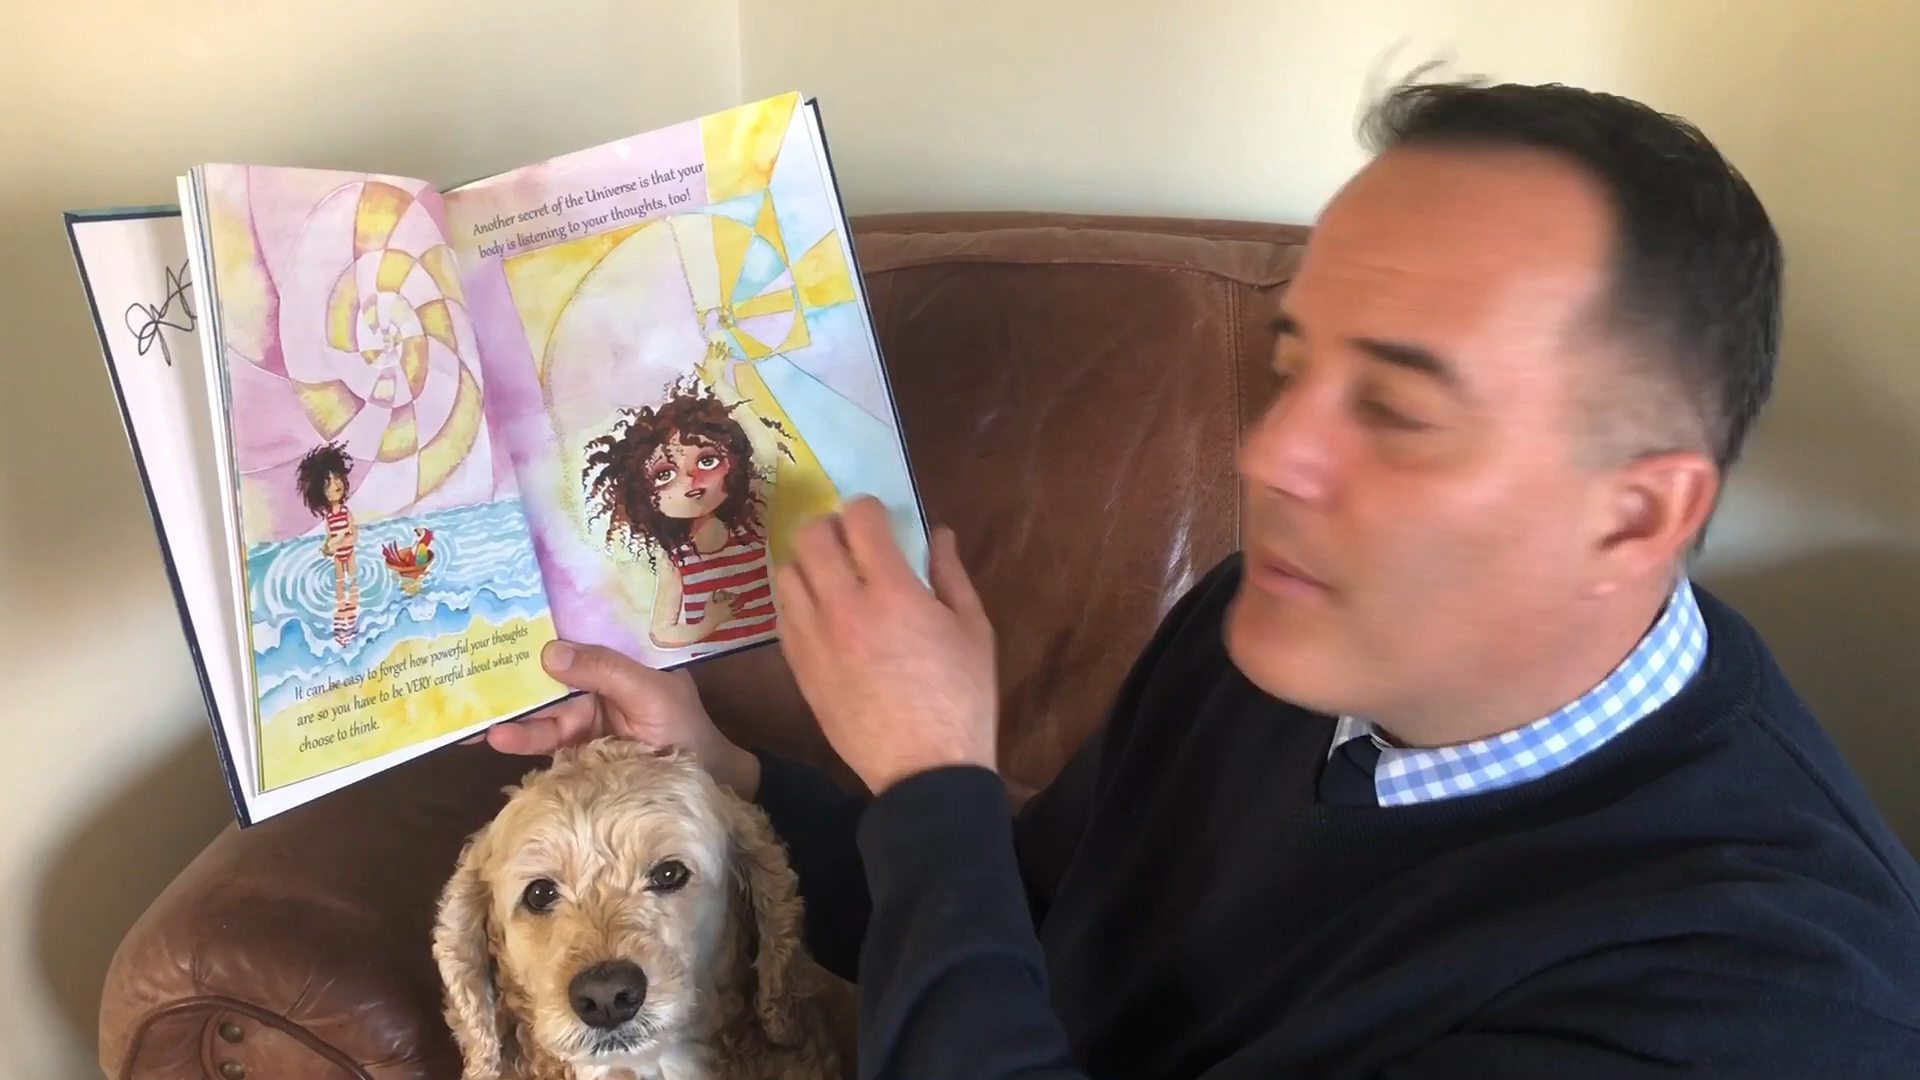 It can be easy to forget how powerful your thoughts
are so you have to be VERY careful about what you
choose to think.
Another secret of the Universe is that your
body is listening to your thoughts, too!